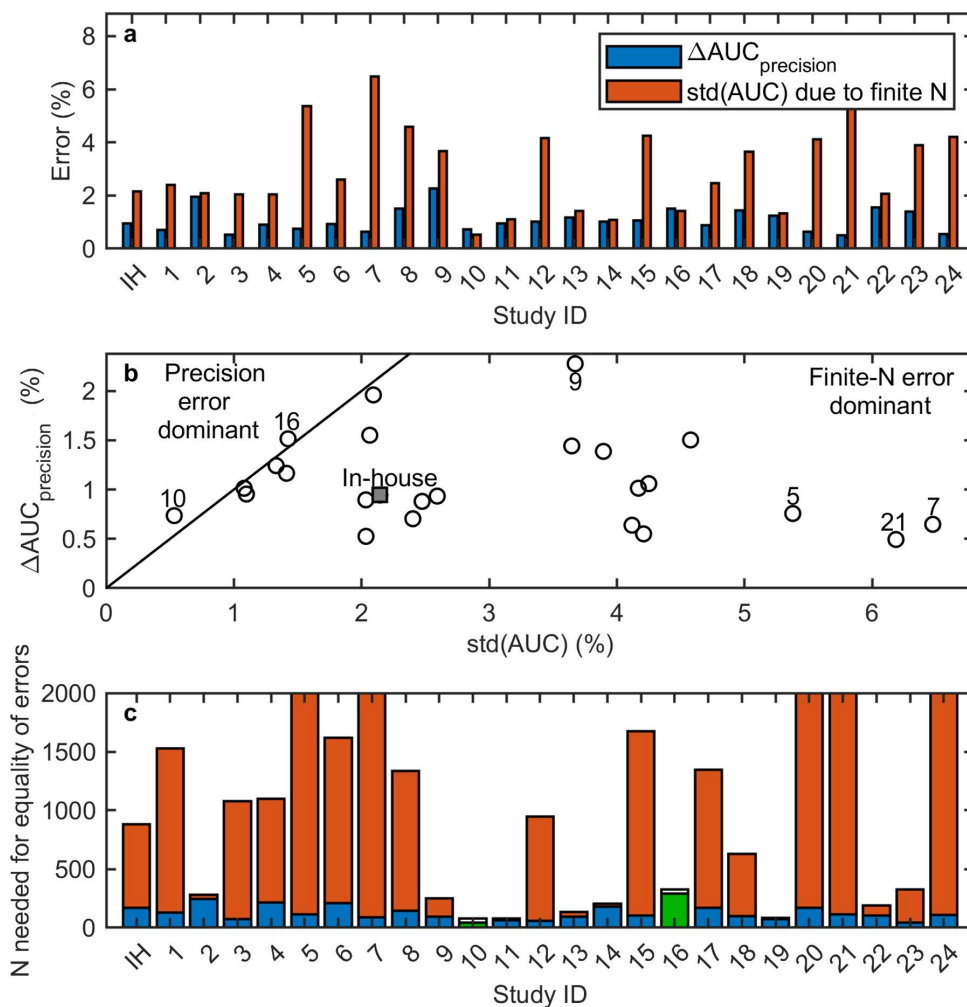 a
8
6
4
2
0
Error (%)
ΔAUCprecision
std(AUC) due to finite N
IH 1 2 3 4 5 6 7 8 9 10 11 12 13 14 15 16 17 18 19 20 21 22 23 24
Study ID
b
2
1.5
1
0.5
0
ΔAUCprecision (%)
Precision
error
dominant
Finite-N error
dominant
9
16
In-house
10
5
7
21
0 1 2 3 4 5 6
std(AUC) (%)
c
2000
1500
1000
500
0
N needed for equality of errors
IH 1 2 3 4 5 6 7 8 9 10 11 12 13 14 15 16 17 18 19 20 21 22 23 24
Study ID